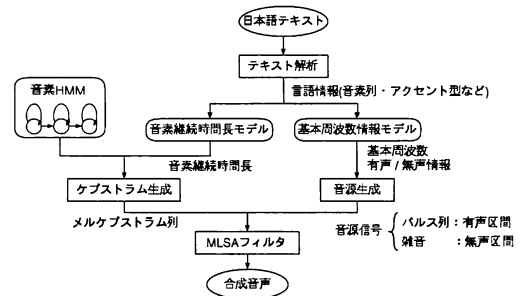 日本語テキスト
テキスト解析
言語情報(音素列・アクセント型など)
音素HMM
音素継続時間長モデル
基本周波数情報モデル
音素継続時間長
基本周波数
有声/無声情報
ケプストラム生成
音源生成
メルケプストラム列
音源信号
パルス列：有声区間
雑音　：無声区間
MLSAフィルタ
合成音声